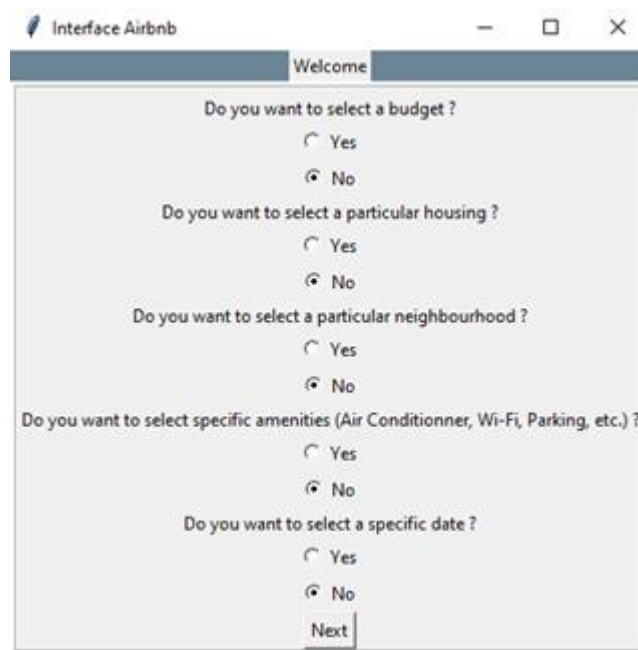 Interface Airbnb
Welcome
Do you want to select a budget ?
Yes
No
Do you want to select a particular housing ?
Yes
No
Do you want to select a particular neighbourhood ?
Yes
No
Do you want to select specific amenities (Air Conditionner, Wi-Fi, Parking, etc.) ?
Yes
No
Do you want to select a specific date ?
Yes
No
Next